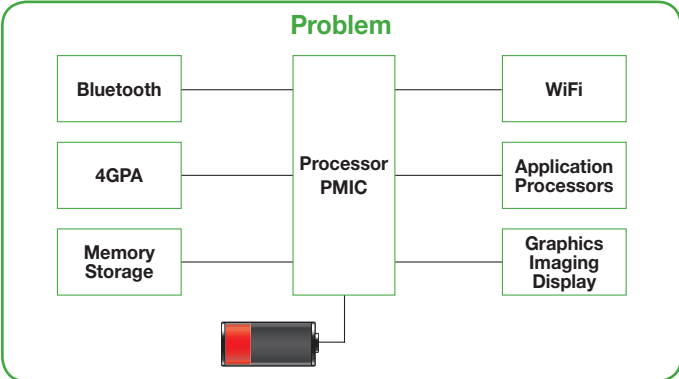 Problem
Bluetooth
Processor
PMIC
WiFi
4GPA
Application
Processors
Memory
Storage
Graphics
Imaging
Display